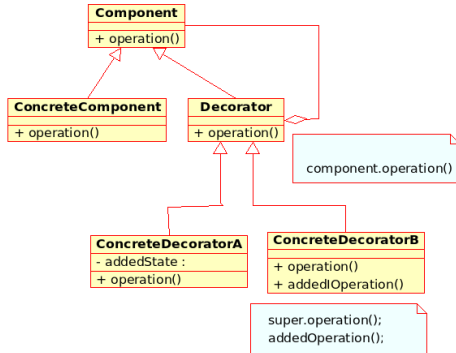 Component
+ operation()
ConcreteComponent
+ operation()
Decorator
+ operation()
component.operation()
ConcreteDecoratorA
- addedState :
+ operation()
ConcreteDecoratorB
+ operation()
+ addedIOperation()
super.operation();
addedOperation();